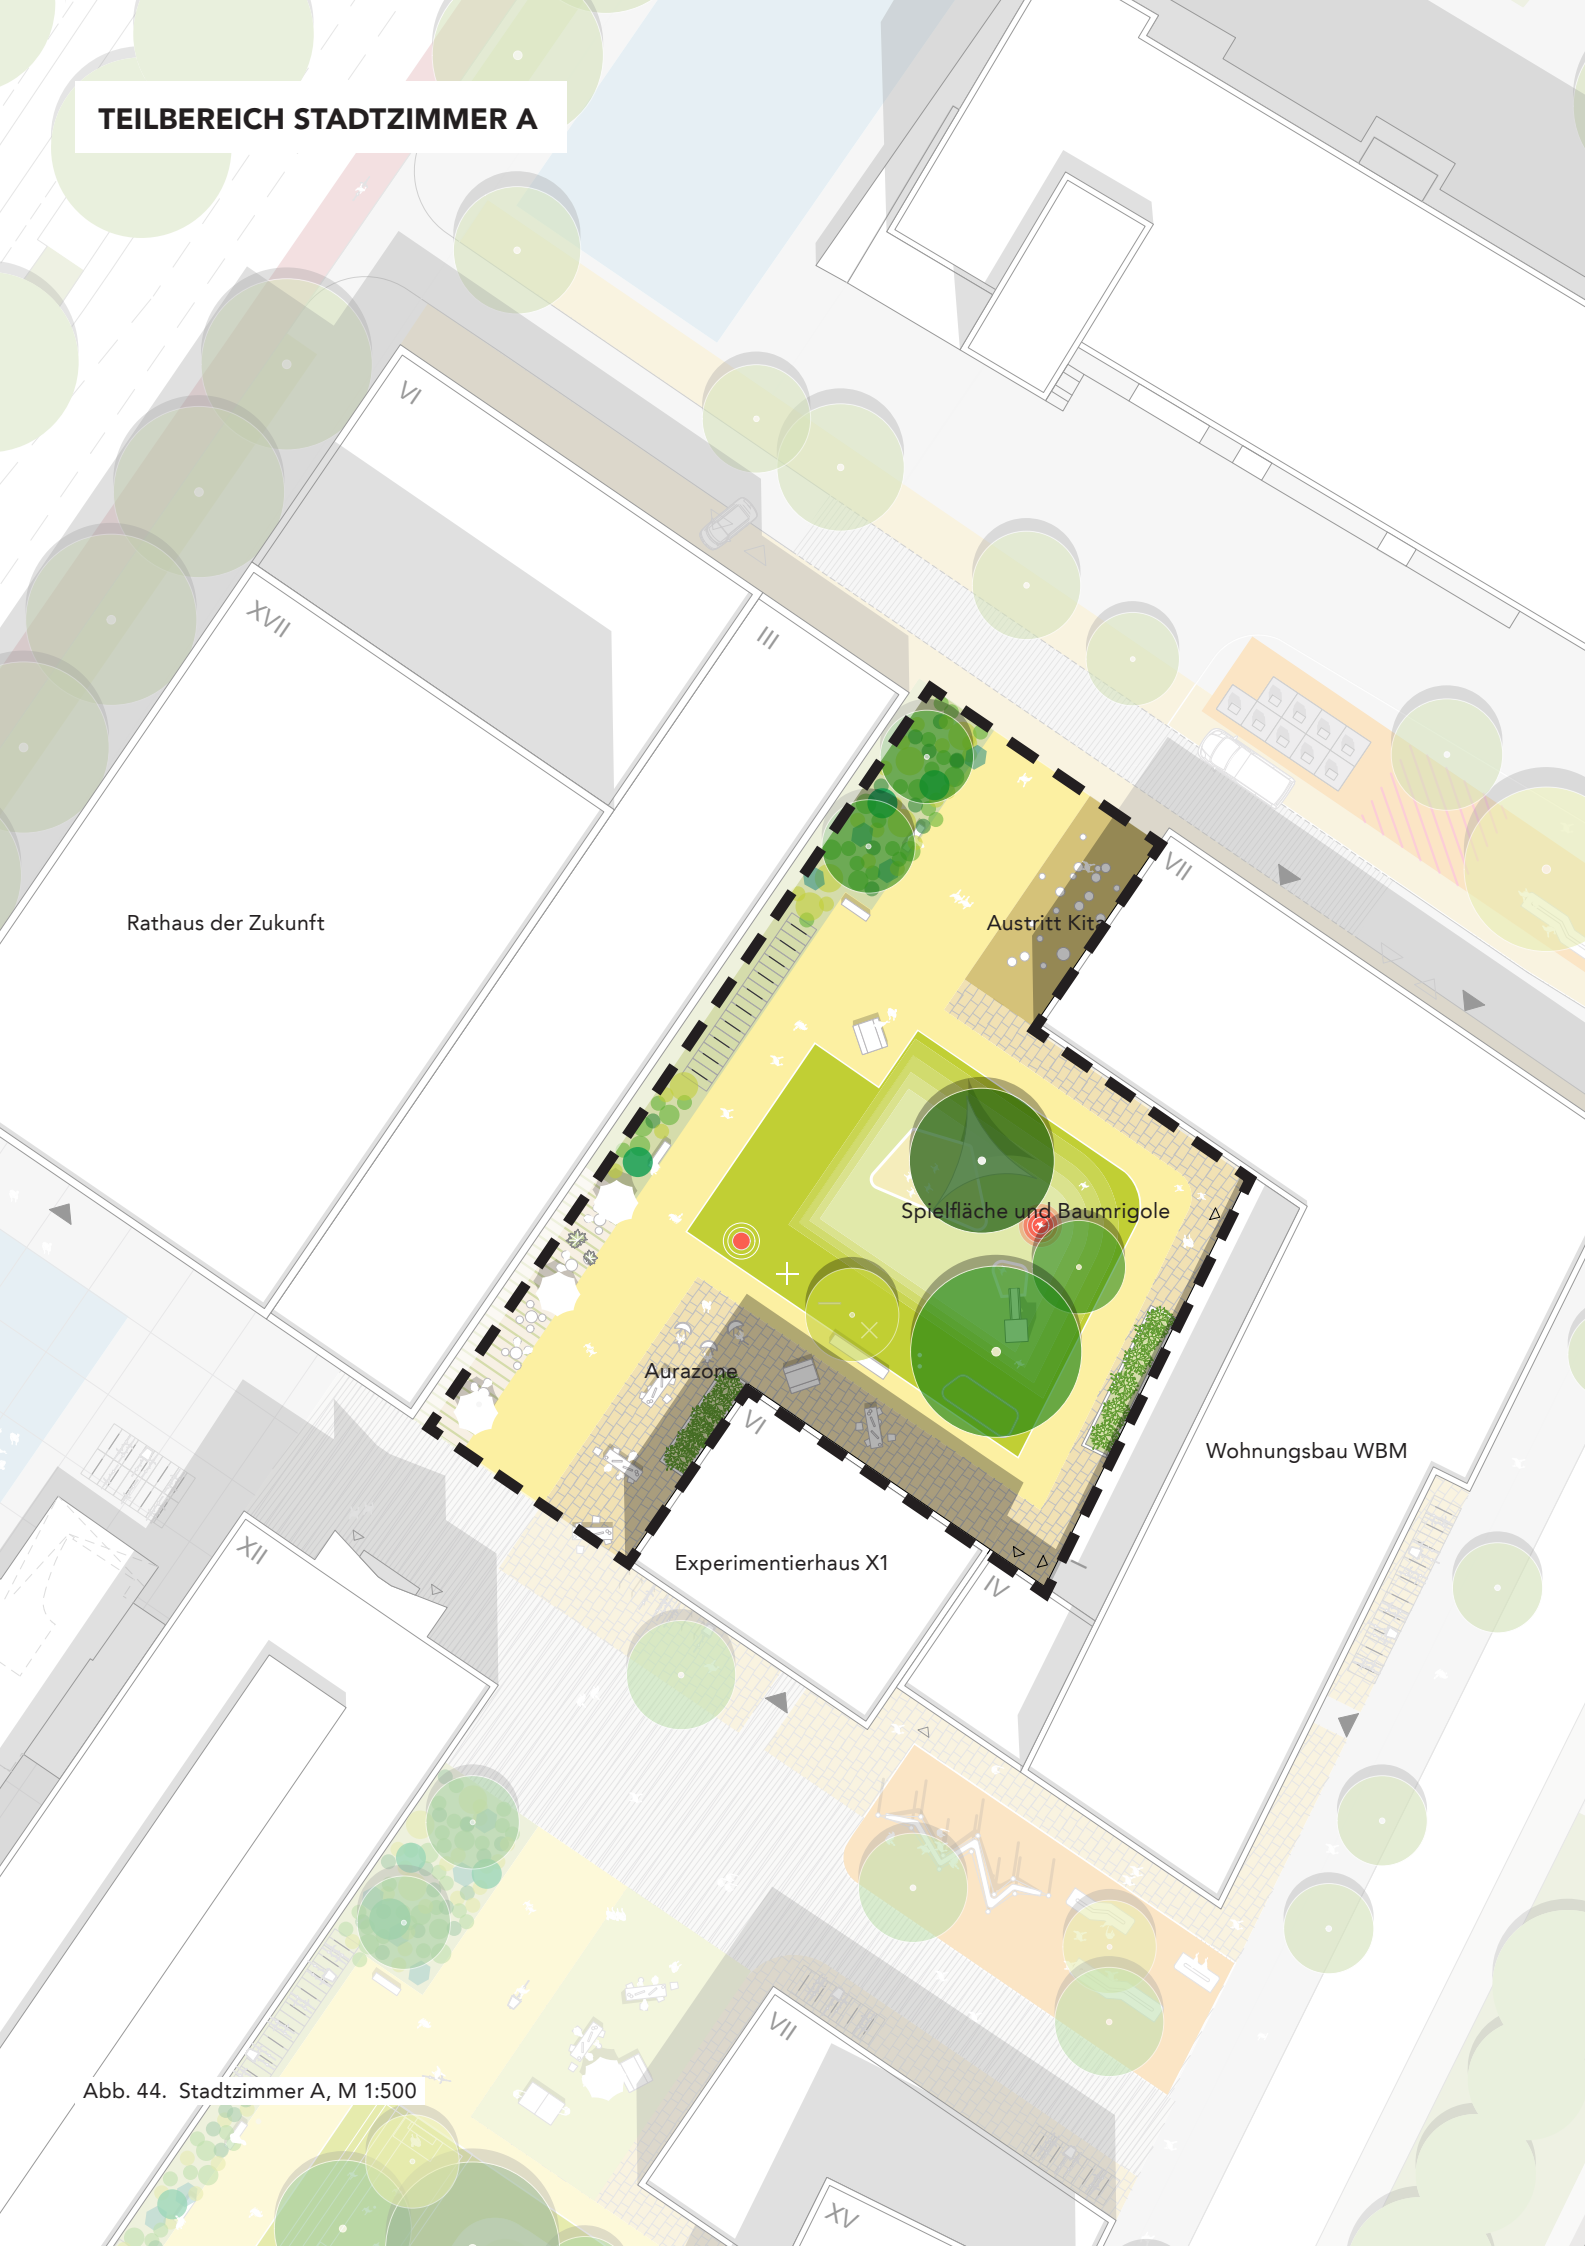 TEILBEREICH STADTZIMMER A
VI
XVII
III
VII
Rathaus der Zukunft
Austritt Kita
Spielfläche und Baumrigole
Aurazone
VI
Wohnungsbau WBM
XII
Experimentierhaus X1
IV
I
VII
Abb. 44. Stadtzimmer A, M 1:500
XV